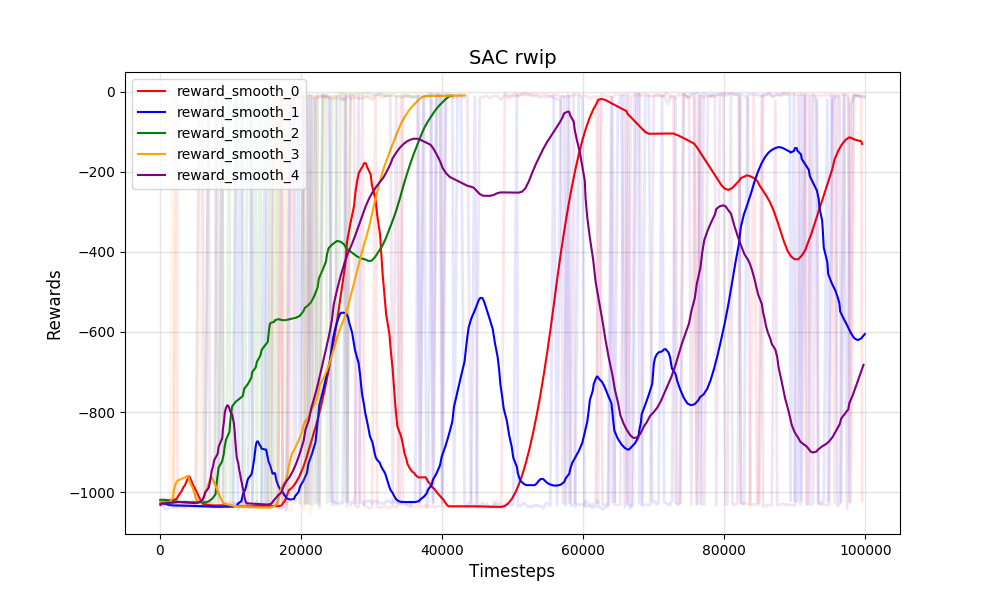 SAC rwip
reward_smooth_0
reward_smooth_1
reward_smooth_2
reward_smooth_3
reward_smooth_4
Rewards
0
−200
−400
−600
−800
−1000
0 20000 40000 60000 80000 100000
Timesteps